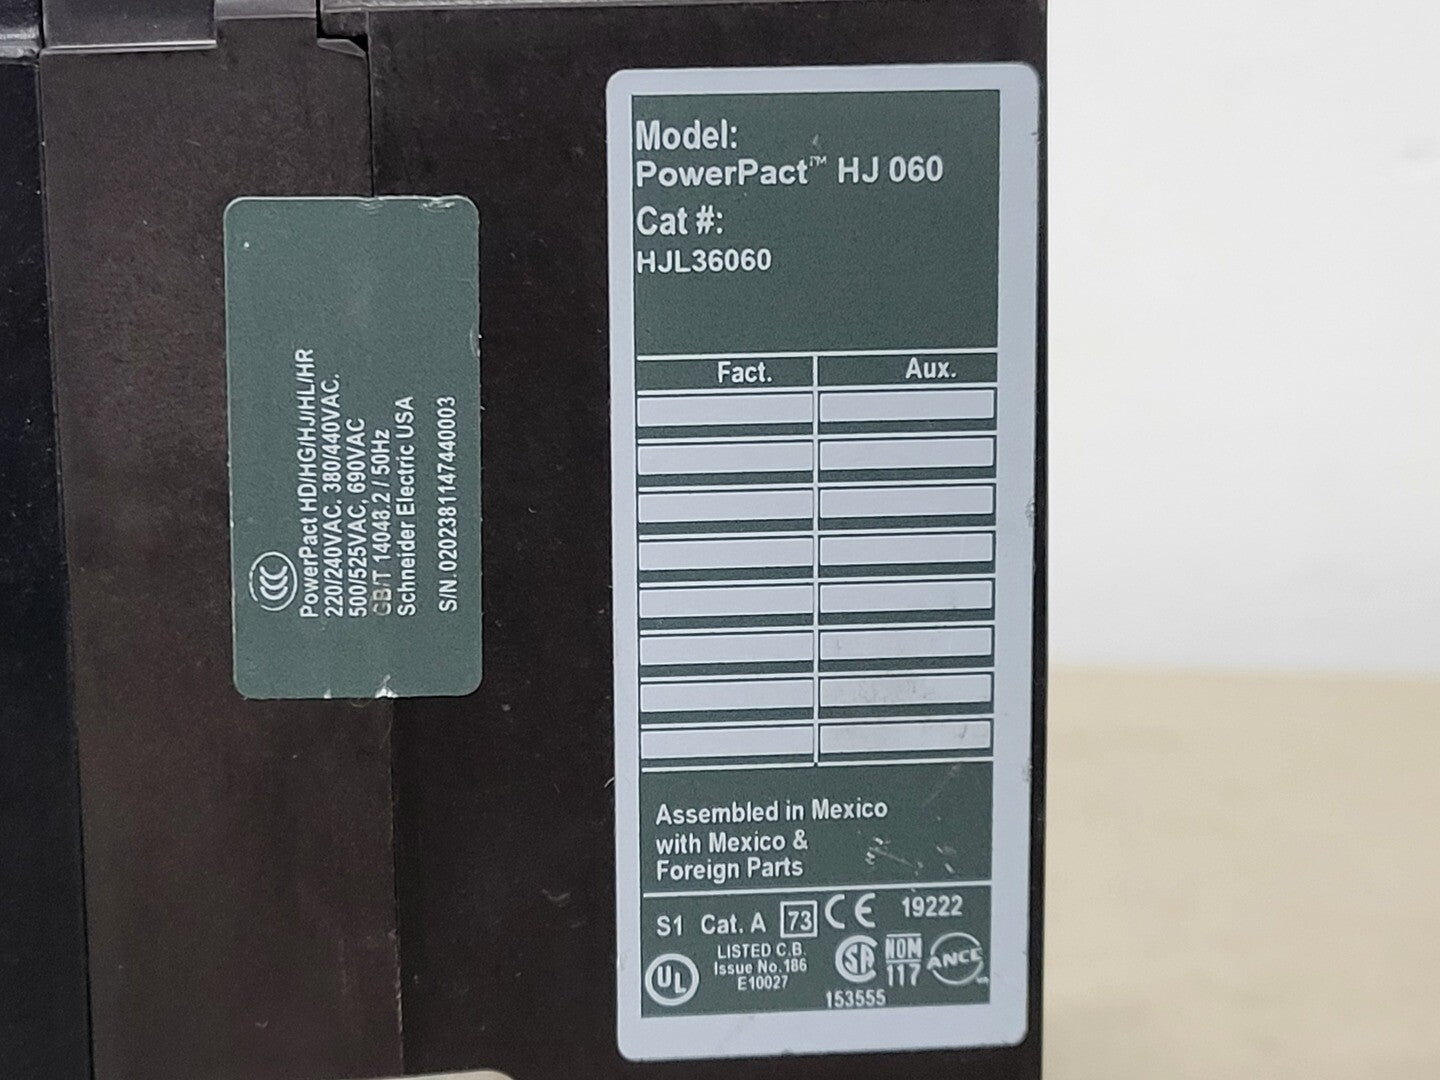 PowerPact HD/HG/HJ/HL/HR
220/240VAC. 380/440VAC.
500/525VAC, 690VAC
GB/T 14048.2 / 50Hz
Schneider Electric USA
S/N.0202381147440003
Model:
PowerPact™ HJ 060
Cat #:
HJL36060
Fact. Aux.
Assembled in Mexico
with Mexico &
Foreign Parts
S1 Cat. A 73 CE 19222
UL LISTED C.B. SA NOM ANCE
Issue No.186 117
E10027
153555